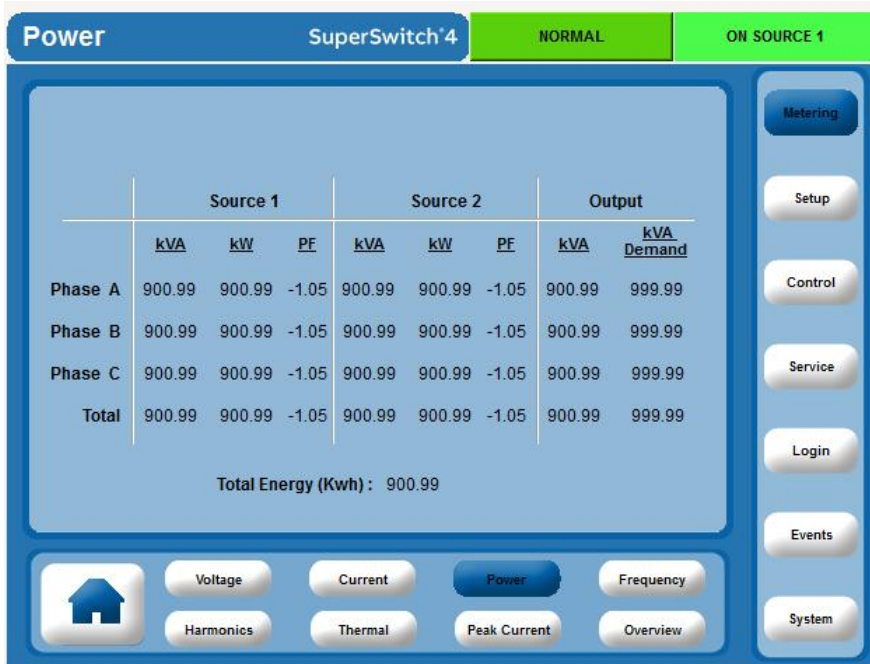 Power SuperSwitch®4 NORMAL ON SOURCE 1
Metering
Source 1 Source 2 Output Setup
kVA kW PF kVA kW PF kVA kVA Demand
Phase A 900.99 900.99 -1.05 900.99 900.99 -1.05 900.99 999.99 Control
Phase B 900.99 900.99 -1.05 900.99 900.99 -1.05 900.99 999.99
Phase C 900.99 900.99 -1.05 900.99 900.99 -1.05 900.99 999.99 Service
Total 900.99 900.99 -1.05 900.99 900.99 -1.05 900.99 999.99
Login
Total Energy (Kwh) : 900.99
Events
Voltage Current Power Frequency
Harmonics Thermal Peak Current Overview System